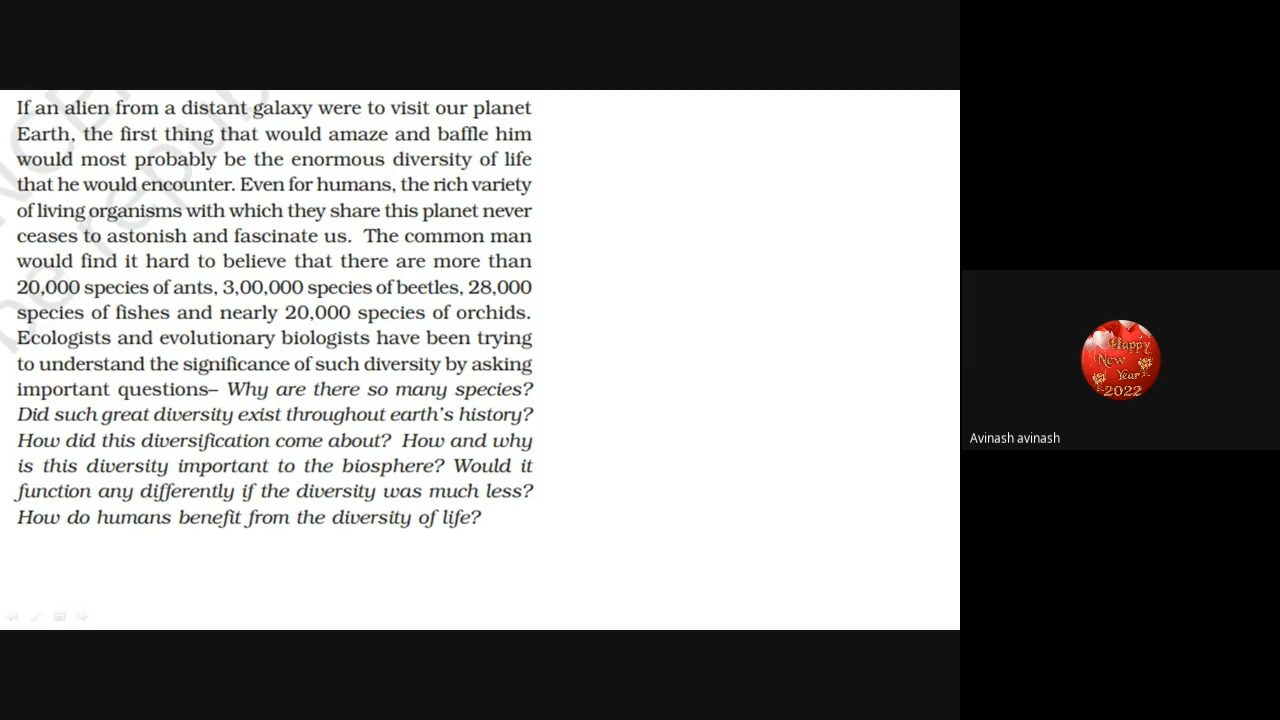 If an alien from a distant galaxy were to visit our planet
Earth, the first thing that would amaze and baffle him
would most probably be the enormous diversity of life
that he would encounter. Even for humans, the rich variety
of living organisms with which they share this planet never
ceases to astonish and fascinate us.  The common man
would find it hard to believe that there are more than
20,000 species of ants, 3,00,000 species of beetles, 28,000
species of fishes and nearly 20,000 species of orchids.
Ecologists and evolutionary biologists have been trying
to understand the significance of such diversity by asking
important questions– Why are there so many species?
Did such great diversity exist throughout earth's history?
How did this diversification come about?  How and why
is this diversity important to the biosphere? Would it
function any differently if the diversity was much less?
How do humans benefit from the diversity of life?
Happy
New
Year
2022
Avinash avinash